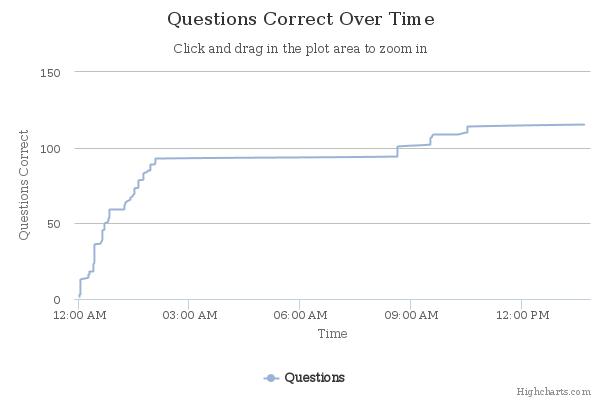 Questions Correct Over Time
Click and drag in the plot area to zoom in
Questions Correct
150
100
50
0
12:00 AM 03:00 AM 06:00 AM 09:00 AM 12:00 PM
Time
Questions
Highcharts.com